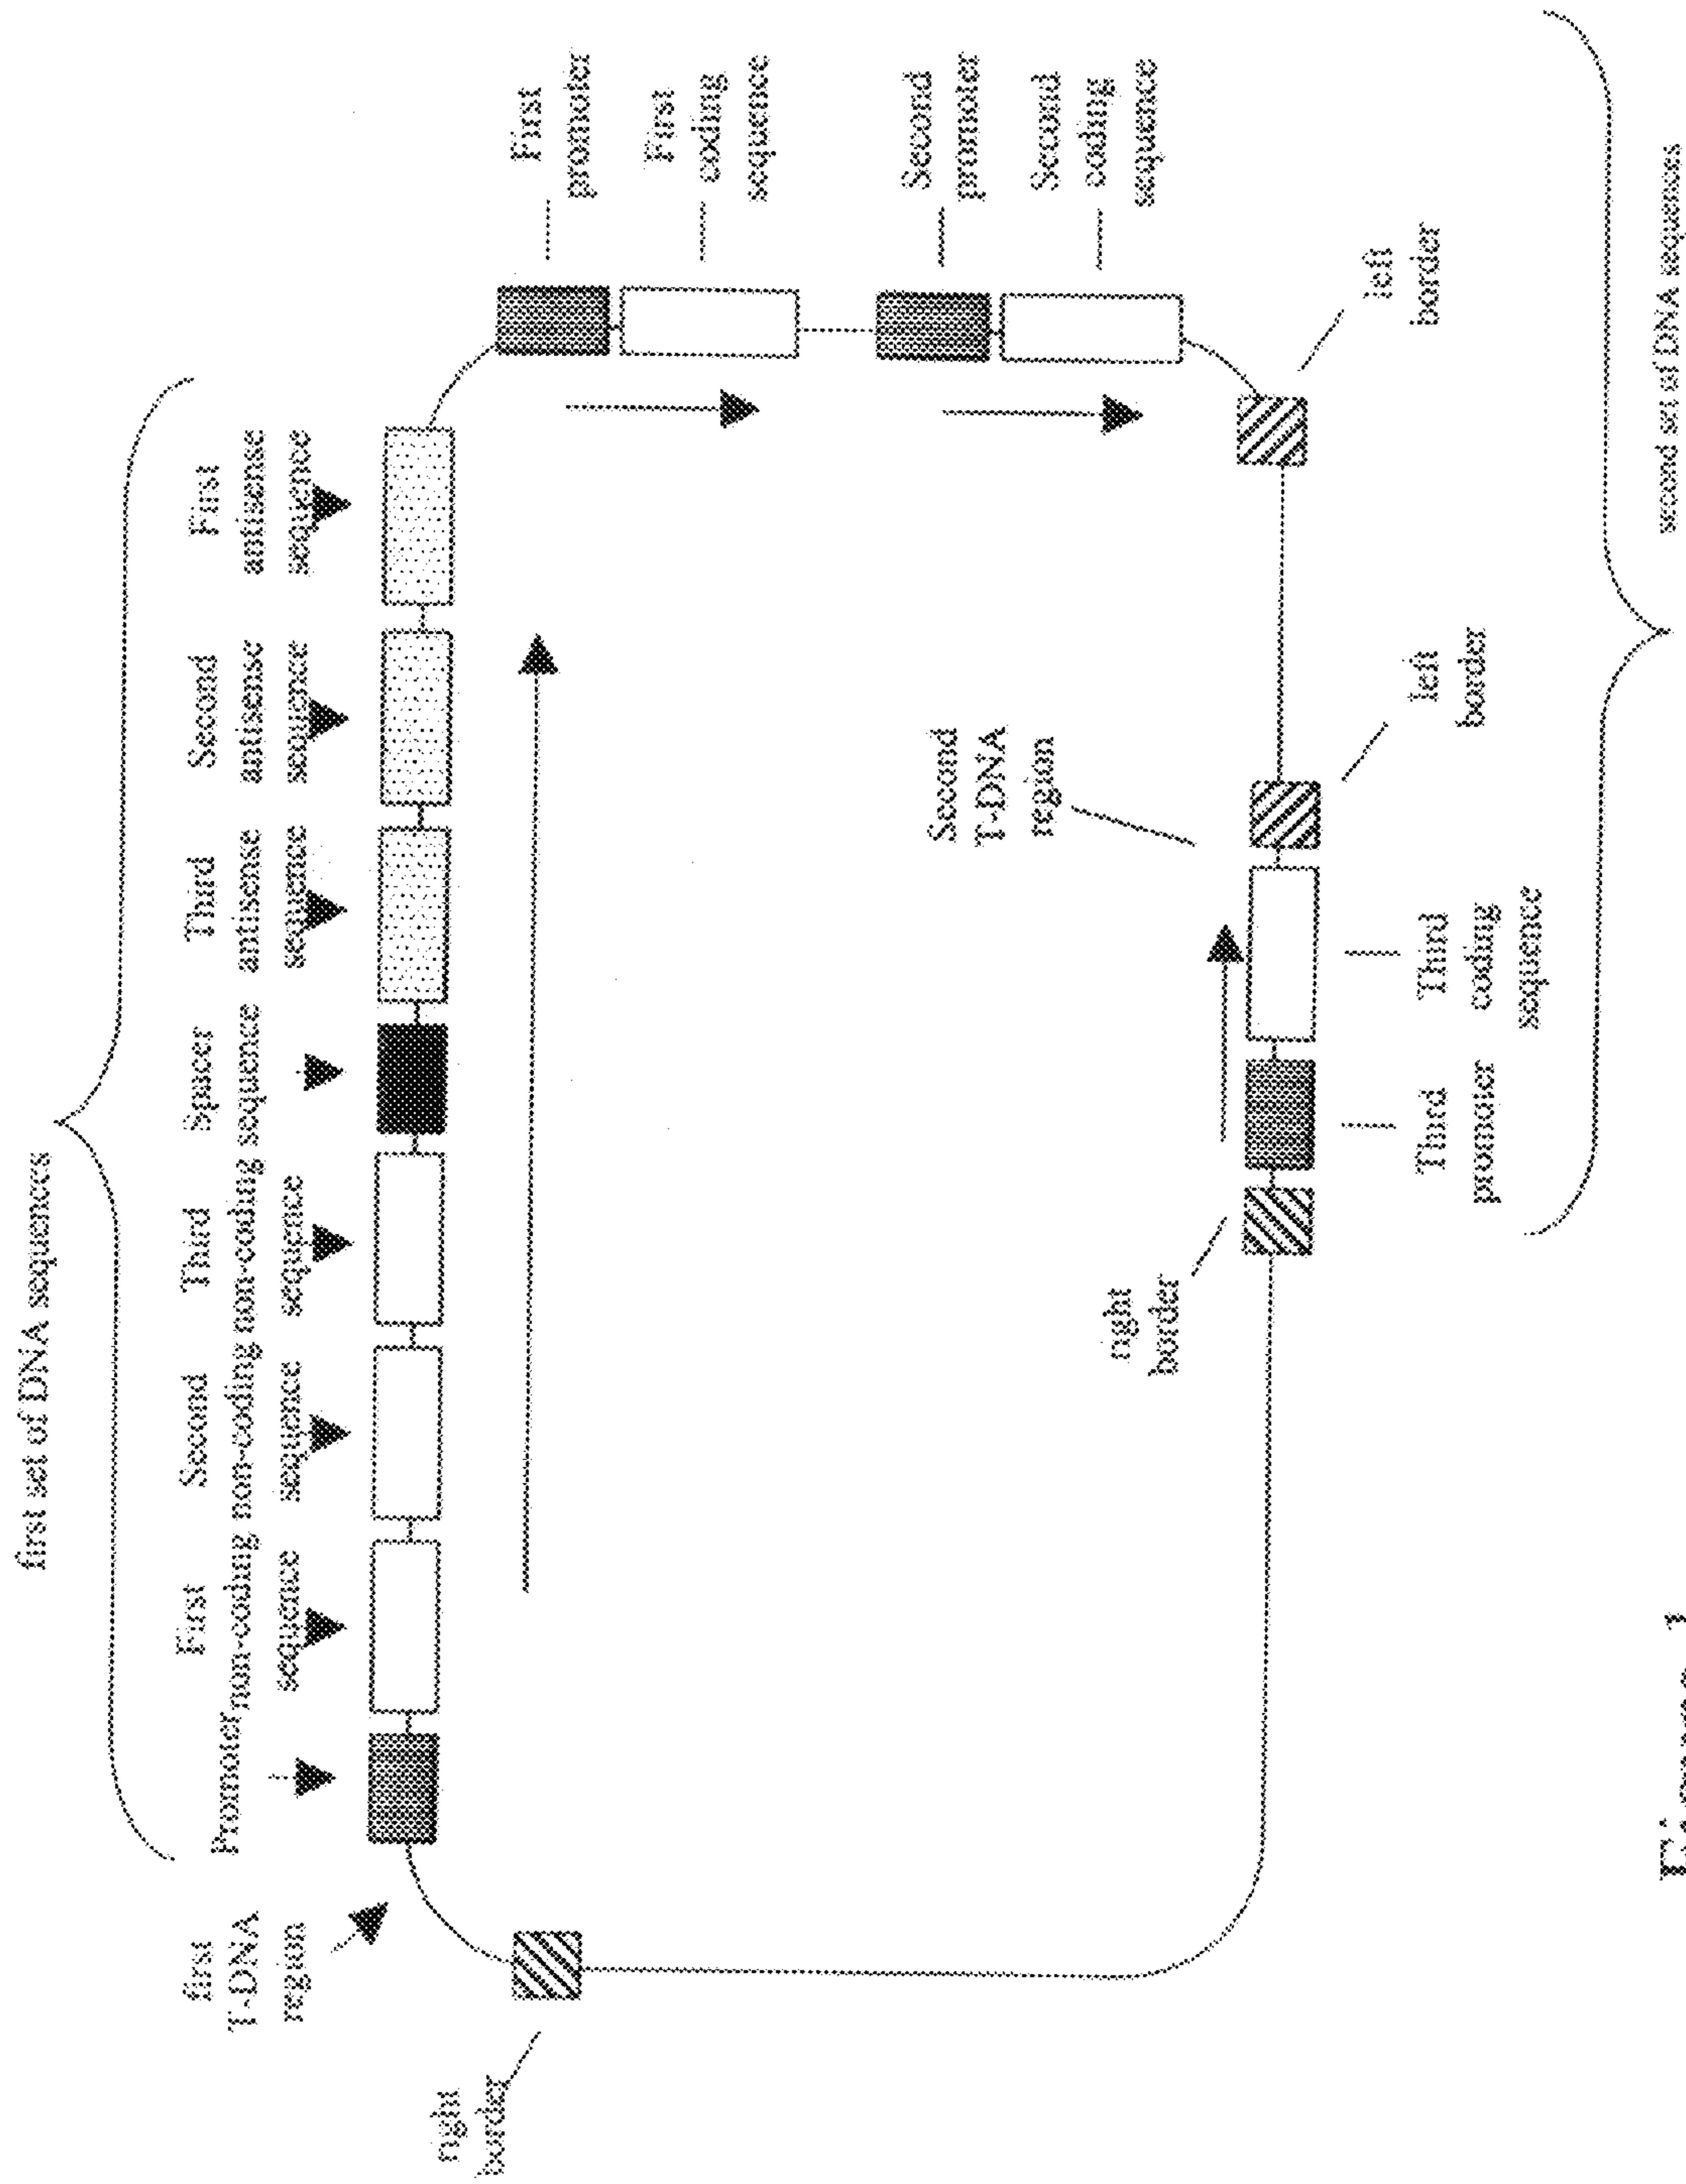 first set of DNA sequences
first
T-DNA
region
Promoter
First
non-coding
sequence
Second
non-coding
sequence
Third
non-coding
sequence
Spacer
sequence
Third
antisense
sequence
Second
antisense
sequence
First
antisense
sequence
right
border
First
promoter
First
coding
sequence
Second
promoter
Second
coding
sequence
left
border
Second
T-DNA
region
left
border
right
border
Third
promoter
Third
coding
sequence
second set of DNA sequences
Figure 1